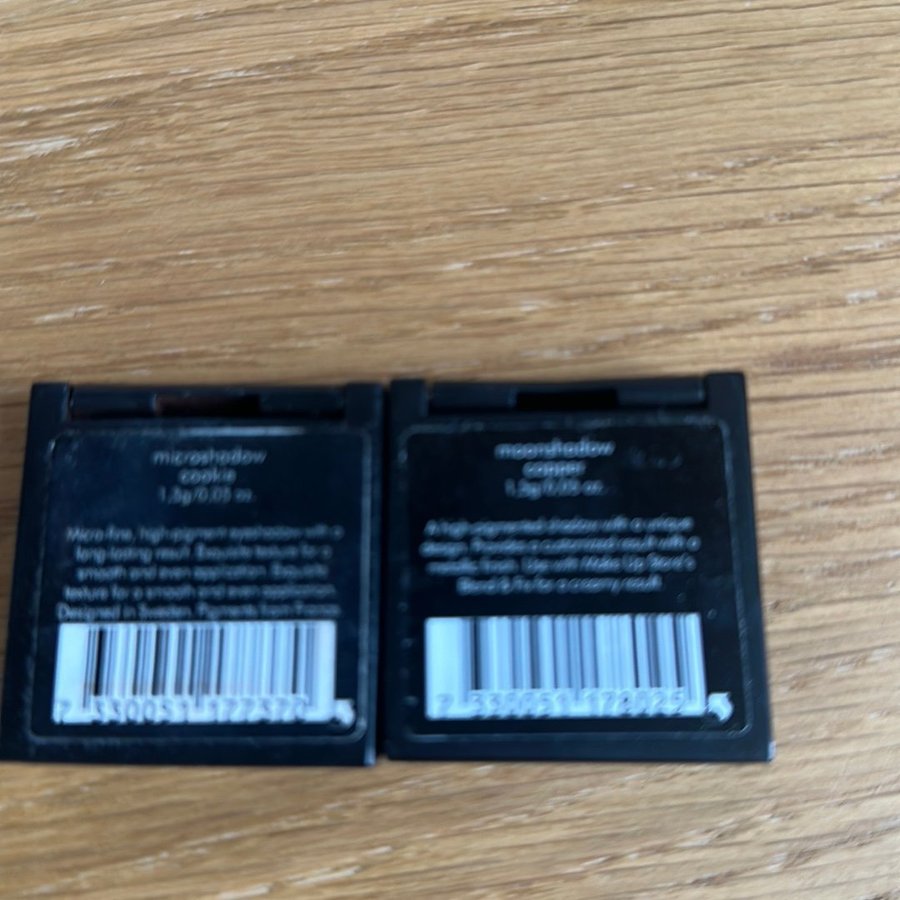 microshadow
cookie
1,5g/0.05 oz.
Micro-fine, high-pigment eyeshadow with a
long-lasting result. Exquisite texture for a
smooth and even application. Exquisite
texture for a smooth and even application.
Designed in Sweden. Pigments from France.
moonshadow
copper
1,5g/0.05 oz.
A high-pigmented shadow with a unique
design. Provides a customized result with a
metallic finish. Use with Make Up Store's
Blend & Fix for a creamy result.